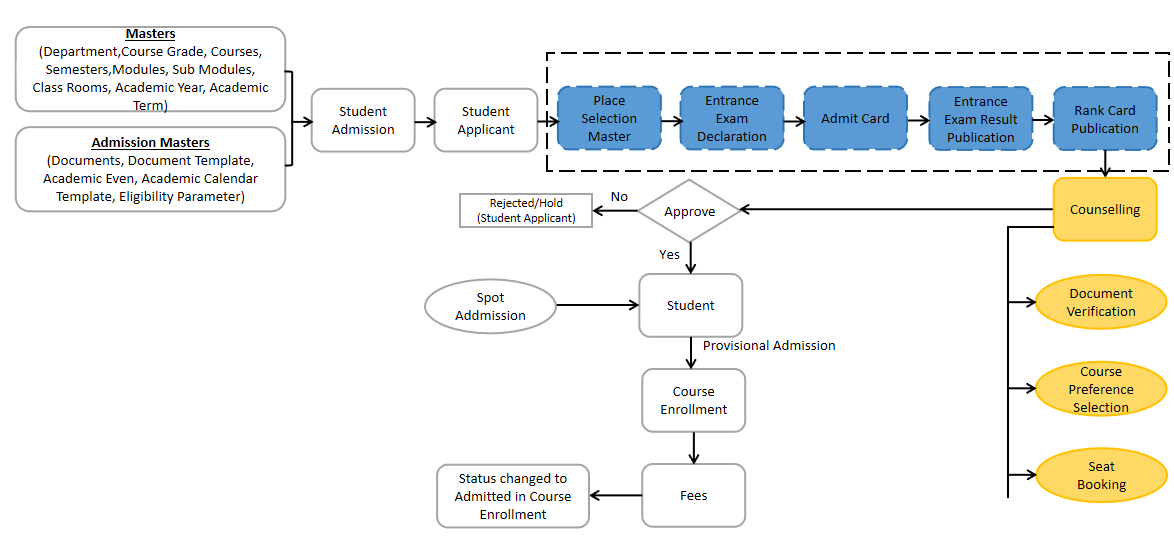 Masters
(Department,Course Grade, Courses,
Semesters,Modules, Sub Modules,
Class Rooms, Academic Year, Academic
Term)
Admission Masters
(Documents, Document Template,
Academic Even, Academic Calendar
Template, Eligibility Parameter)
Student
Admission
Student
Applicant
Place
Selection
Master
Entrance
Exam
Declaration
Admit Card
Entrance
Exam Result
Publication
Rank Card
Publication
Counselling
Approve
No
Rejected/Hold
(Student Applicant)
Yes
Spot
Addmission
Student
Provisional Admission
Course
Enrollment
Fees
Status changed to
Admitted in Course
Enrollment
Document
Verification
Course
Preference
Selection
Seat
Booking